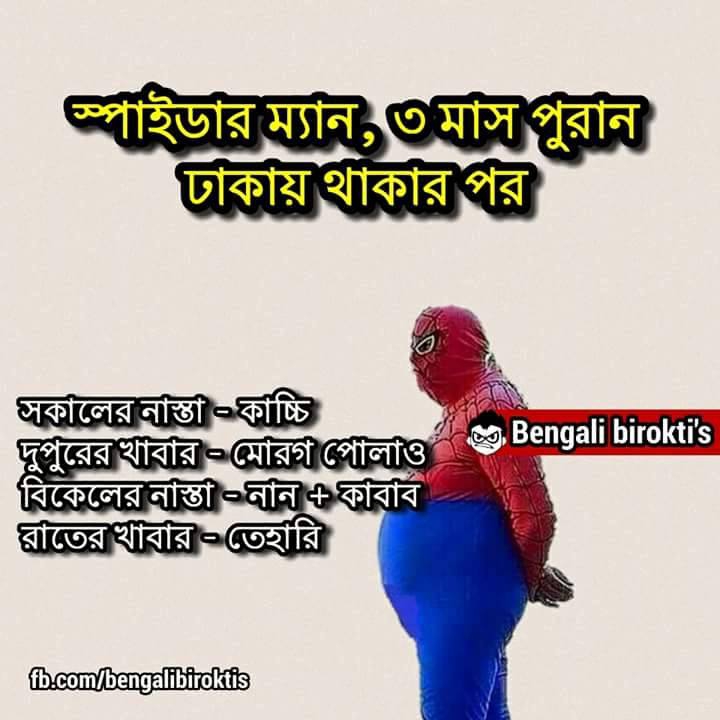 স্পাইডার ম্যান, ৩ মাস পুরান
ঢাকায় থাকার পর
সকালের নাস্তা - কাচ্চি
দুপুরের খাবার - মোরগ পোলাও
বিকেলের নাস্তা - নান + কাবাব
রাতের খাবার - তেহারি
Bengali birokti's
fb.com/bengalibiroktis